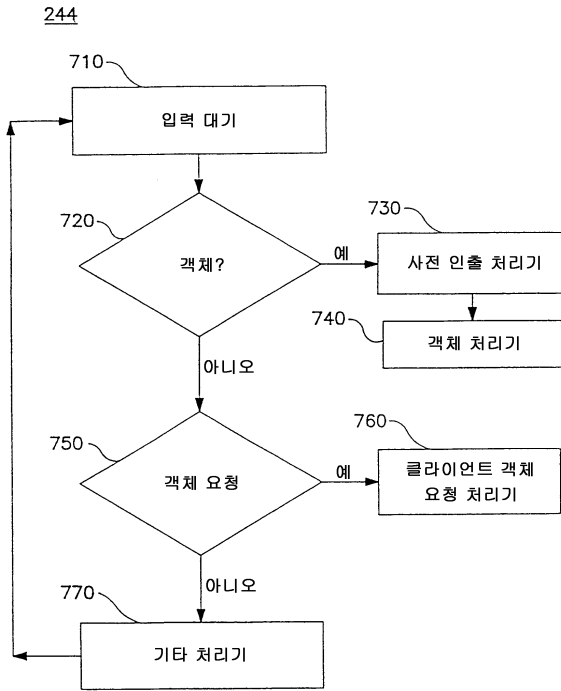 244
710
입력 대기
720
객체?
예
730
사전 인출 처리기
740
객체 처리기
아니오
750
객체 요청
예
760
클라이언트 객체
요청 처리기
아니오
770
기타 처리기